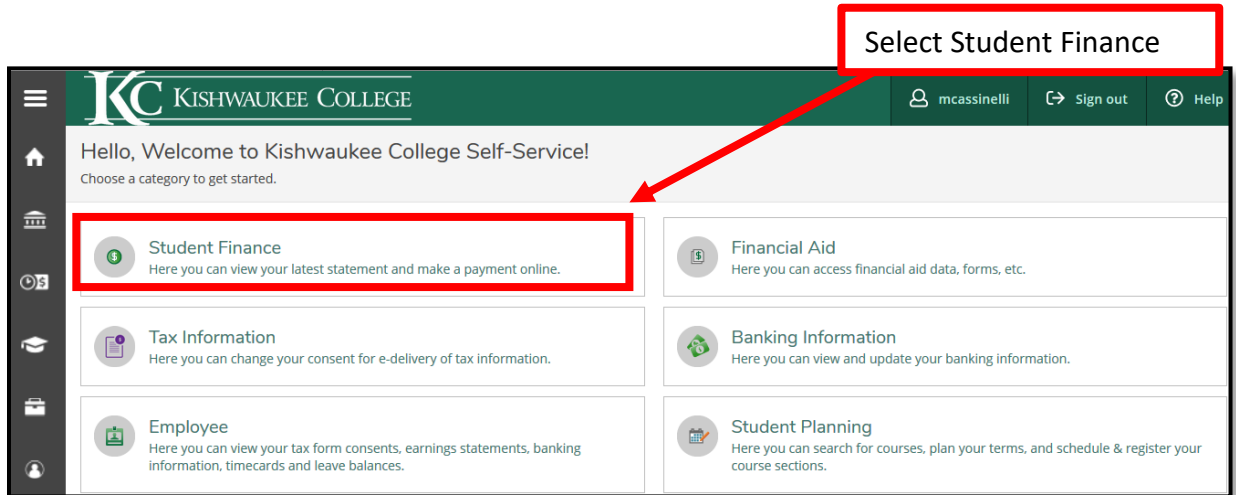 Select Student Finance
KC KISHWAUKEE COLLEGE
mcassinelli
Sign out
Help
Hello, Welcome to Kishwaukee College Self-Service!
Choose a category to get started.
Student Finance
Here you can view your latest statement and make a payment online.
Financial Aid
Here you can access financial aid data, forms, etc.
Tax Information
Here you can change your consent for e-delivery of tax information.
Banking Information
Here you can view and update your banking information.
Employee
Here you can view your tax form consents, earnings statements, banking
information, timecards and leave balances.
Student Planning
Here you can search for courses, plan your terms, and schedule & register your
course sections.